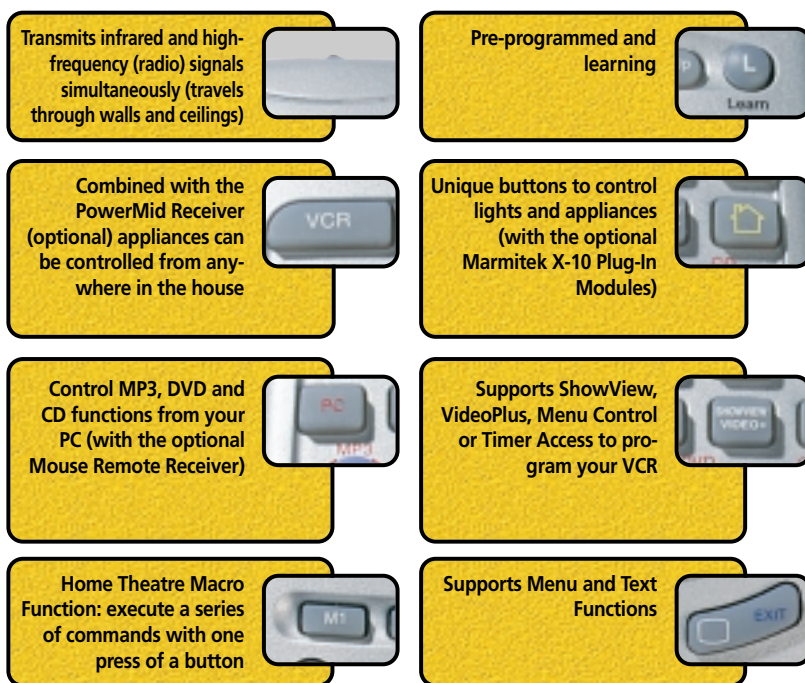 Transmits infrared and high-
frequency (radio) signals
simultaneously (travels
through walls and ceilings)
Pre-programmed and
learning
L
Learn
Combined with the
PowerMid Receiver
(optional) appliances can
be controlled from any-
where in the house
VCR
Unique buttons to control
lights and appliances
(with the optional
Marmitek X-10 Plug-In
Modules)
Control MP3, DVD and
CD functions from your
PC (with the optional
Mouse Remote Receiver)
PC
MP3
Supports ShowView,
VideoPlus, Menu Control
or Timer Access to pro-
gram your VCR
SHOWVIEW
VIDEO+
Home Theatre Macro
Function: execute a series
of commands with one
press of a button
M1
Supports Menu and Text
Functions
EXIT